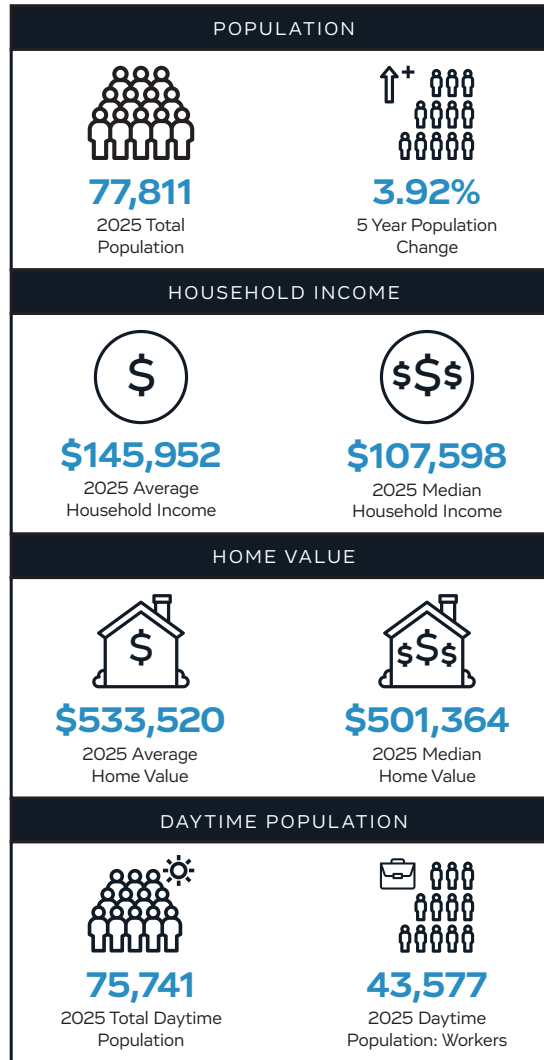 POPULATION
77,811
2025 Total
Population
3.92%
5 Year Population
Change
HOUSEHOLD INCOME
$
$145,952
2025 Average
Household Income
$$$
$107,598
2025 Median
Household Income
HOME VALUE
$
$533,520
2025 Average
Home Value
$$$
$501,364
2025 Median
Home Value
DAYTIME POPULATION
75,741
2025 Total Daytime
Population
43,577
2025 Daytime
Population: Workers